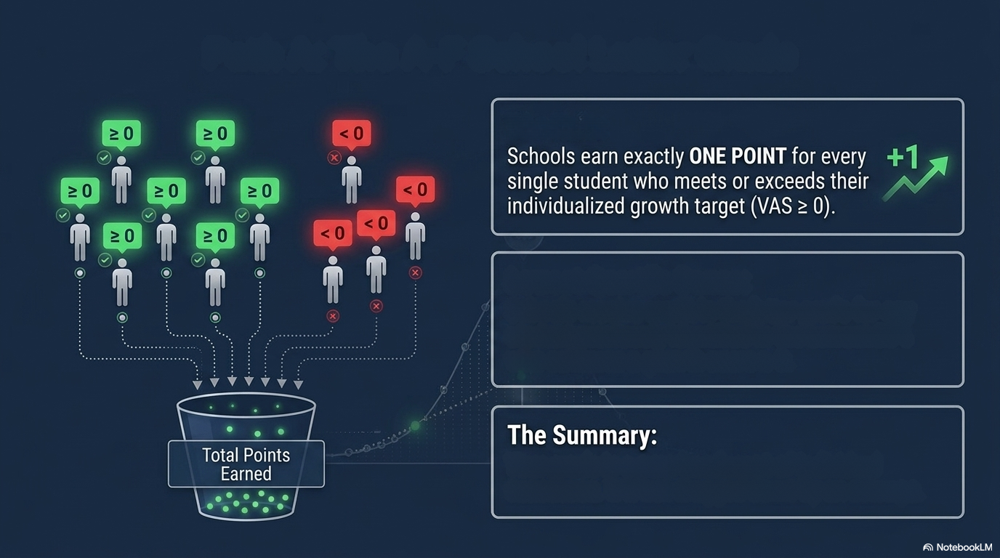 ≥ 0
≥ 0
< 0
≥ 0
≥ 0
≥ 0
< 0
≥ 0
≥ 0
< 0
< 0
Total Points
Earned
Schools earn exactly ONE POINT for every
single student who meets or exceeds their
individualized growth target (VAS ≥ 0).
+1
The Summary:
NotebookLM